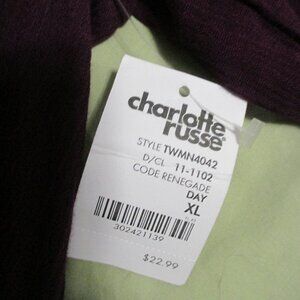 charlotte
russe®
STYLE TWMN4042
D/CL 11-1102
CODE RENEGADE
DAY
XL
302421139
$22.99